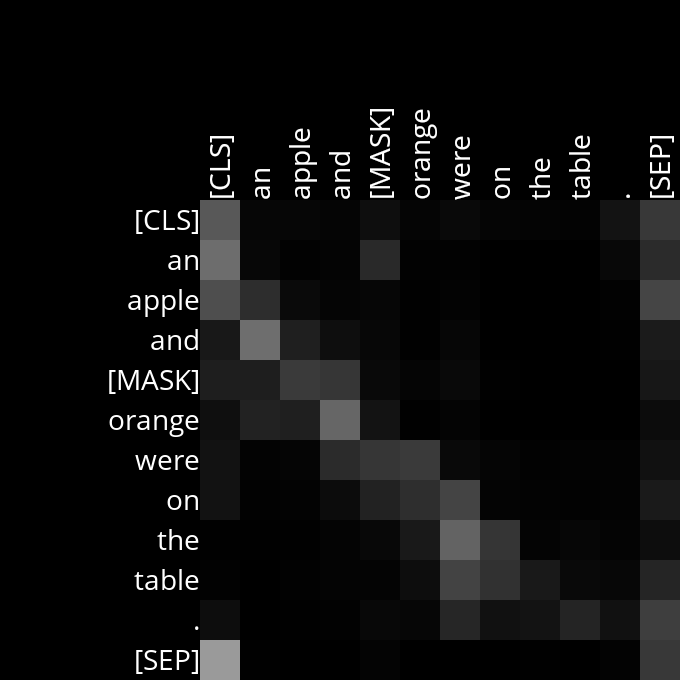 [CLS] an apple and [MASK] orange were on the table . [SEP]
[CLS]
an
apple
and
[MASK]
orange
were
on
the
table
.
[SEP]